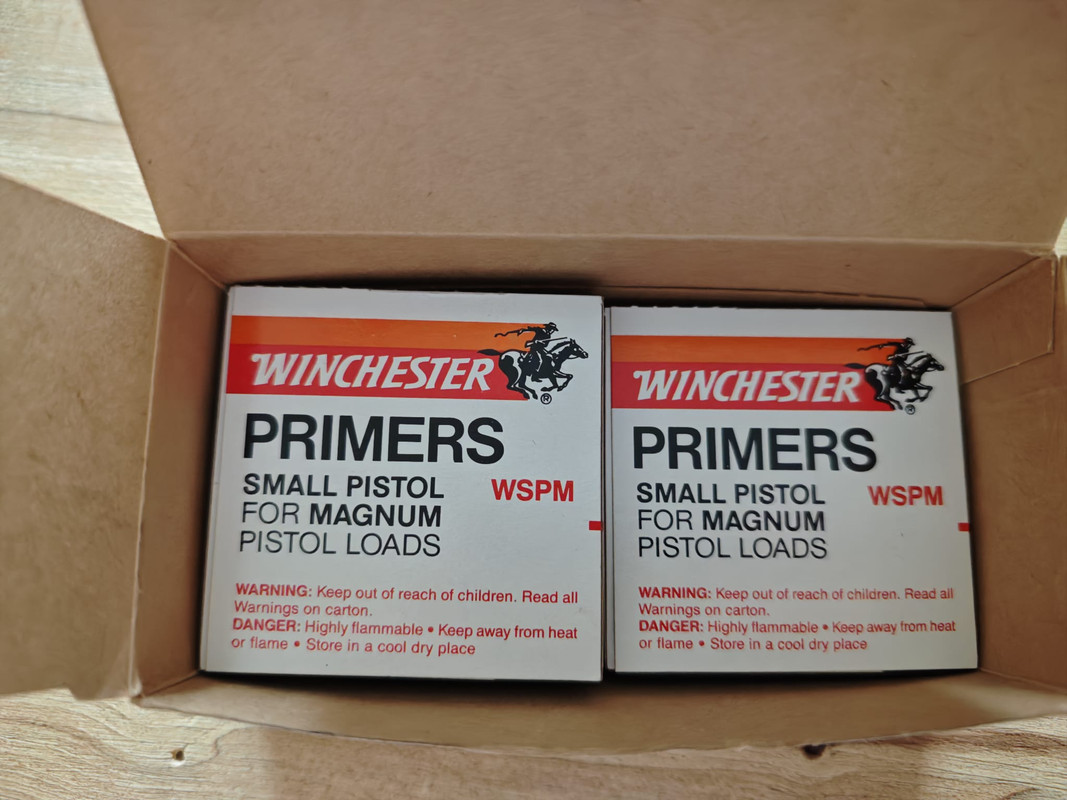 WINCHESTER
®
PRIMERS
SMALL PISTOL WSPM
FOR MAGNUM
PISTOL LOADS
WARNING: Keep out of reach of children. Read all
Warnings on carton.
DANGER: Highly flammable • Keep away from heat
or flame • Store in a cool dry place
WINCHESTER
®
PRIMERS
SMALL PISTOL WSPM
FOR MAGNUM
PISTOL LOADS
WARNING: Keep out of reach of children. Read all
Warnings on carton.
DANGER: Highly flammable • Keep away from heat
or flame • Store in a cool dry place